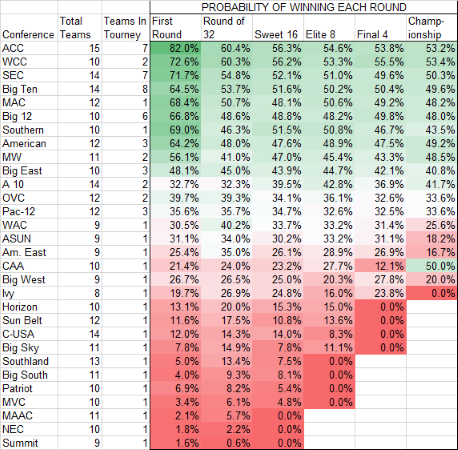 PROBABILITY OF WINNING EACH ROUND
Total Teams In First Round of Champ-
Conference Teams Tourney Round 32 Sweet 16 Elite 8 Final 4 ionship
ACC 15 7 82.0% 60.4% 56.3% 54.6% 53.8% 53.2%
WCC 10 2 72.6% 60.3% 56.2% 53.3% 55.5% 53.4%
SEC 14 7 71.7% 54.8% 52.1% 51.0% 49.6% 50.3%
Big Ten 14 8 64.5% 53.7% 51.6% 50.2% 50.4% 49.6%
MAC 12 1 68.4% 50.7% 48.1% 50.6% 49.2% 48.2%
Big 12 10 6 66.8% 48.6% 48.8% 48.2% 49.8% 48.0%
Southern 10 1 69.0% 46.3% 51.5% 50.8% 46.7% 43.5%
American 12 3 64.2% 48.0% 47.6% 48.9% 47.5% 49.2%
MW 11 2 56.1% 41.0% 47.0% 45.4% 43.3% 48.5%
Big East 10 3 48.1% 45.0% 43.9% 44.7% 42.1% 40.8%
A 10 14 2 32.7% 32.3% 39.5% 42.8% 36.9% 41.7%
OVC 12 2 39.7% 39.3% 34.1% 36.1% 32.6% 33.6%
Pac-12 12 3 35.6% 35.7% 34.7% 32.6% 32.5% 33.6%
WAC 9 1 30.5% 40.2% 33.7% 33.2% 31.4% 25.6%
ASUN 9 1 31.1% 34.0% 30.2% 33.2% 31.1% 18.2%
Am. East 9 1 25.4% 35.0% 26.1% 28.9% 26.9% 16.7%
CAA 10 1 21.4% 24.0% 23.2% 27.7% 12.1% 50.0%
Big West 9 1 26.7% 26.5% 25.0% 20.3% 27.8% 20.0%
Ivy 8 1 19.7% 26.9% 24.8% 16.0% 23.8% 0.0%
Horizon 10 1 13.1% 20.0% 15.3% 15.0% 0.0%
Sun Belt 12 1 11.6% 17.5% 10.8% 13.6% 0.0%
C-USA 14 1 12.0% 14.3% 14.0% 8.3% 0.0%
Big Sky 11 1 7.8% 14.9% 7.8% 11.1% 0.0%
Southland 13 1 5.0% 13.4% 7.5% 0.0%
Big South 11 1 4.0% 9.3% 8.1% 0.0%
Patriot 10 1 6.9% 8.2% 5.4% 0.0%
MVC 10 1 3.4% 6.1% 4.8% 0.0%
MAAC 11 1 2.1% 5.7% 0.0%
NEC 10 1 1.8% 2.2% 0.0%
Summit 9 1 1.6% 0.6% 0.0%